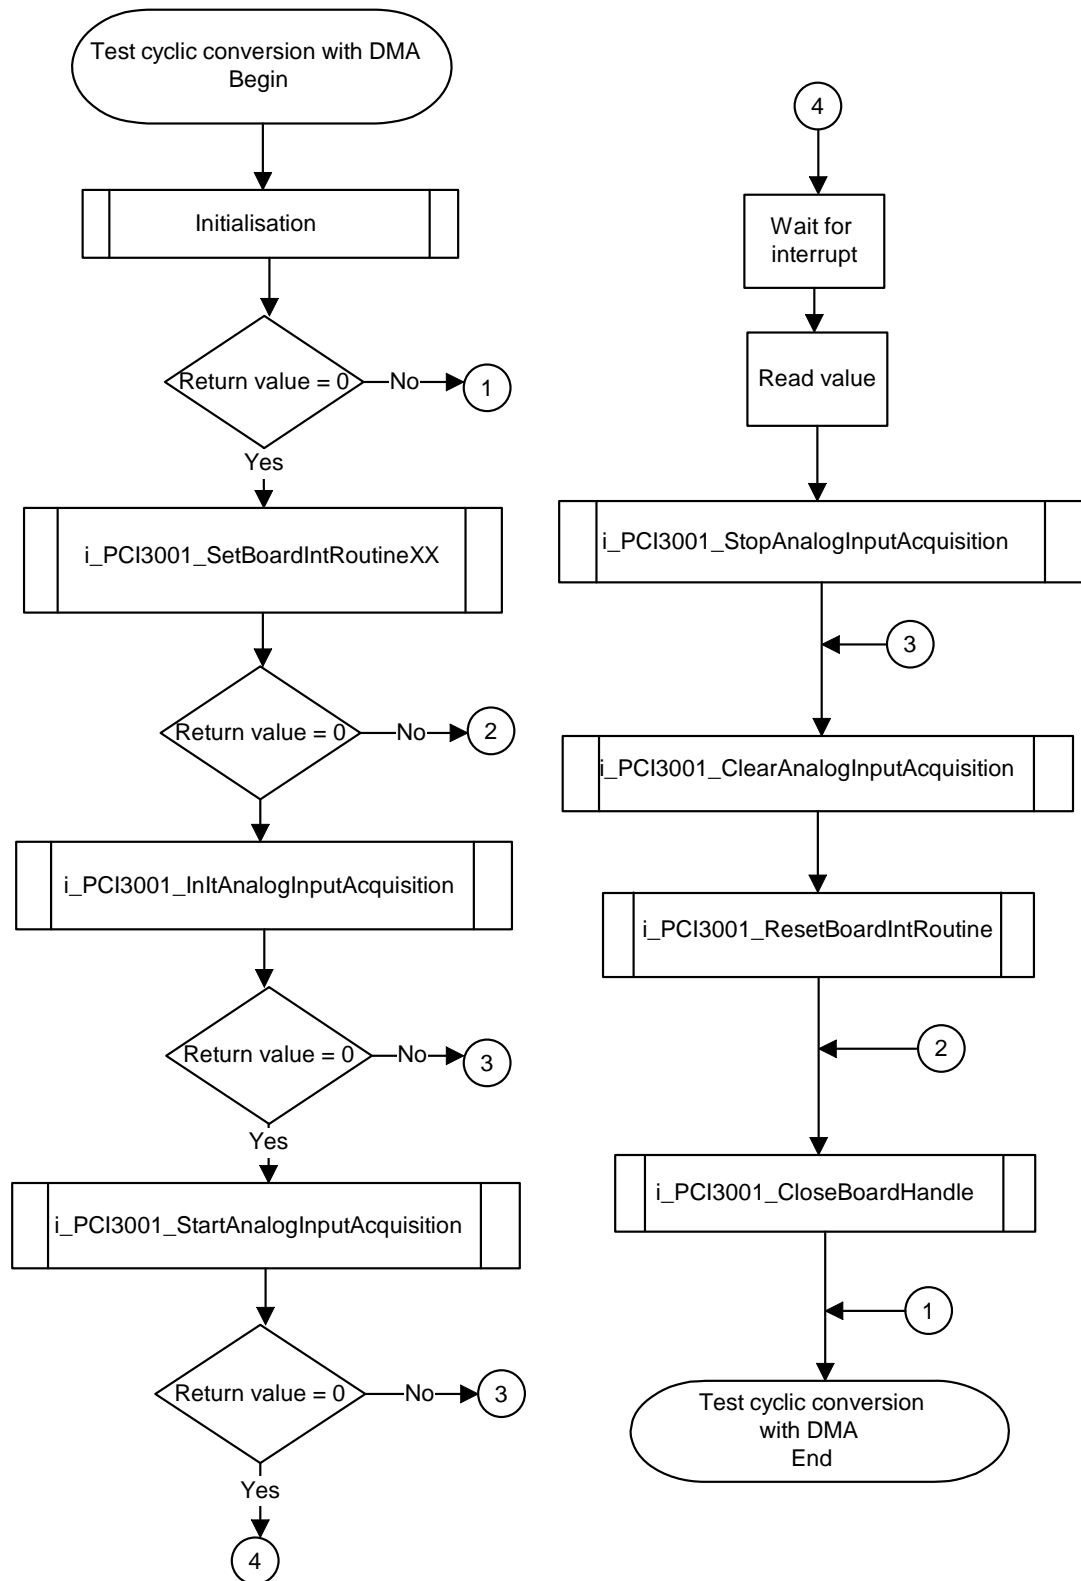 Test cyclic conversion with DMA
Begin
Initialisation
Return value = 0
No
1
Yes
i_PCI3001_SetBoardIntRoutineXX
Return value = 0
No
2
i_PCI3001_InItAnalogInputAcquisition
Return value = 0
No
3
Yes
i_PCI3001_StartAnalogInputAcquisition
Return value = 0
No
3
Yes
4
4
Wait for
interrupt
Read value
i_PCI3001_StopAnalogInputAcquisition
3
i_PCI3001_ClearAnalogInputAcquisition
i_PCI3001_ResetBoardIntRoutine
2
i_PCI3001_CloseBoardHandle
1
Test cyclic conversion
with DMA
End